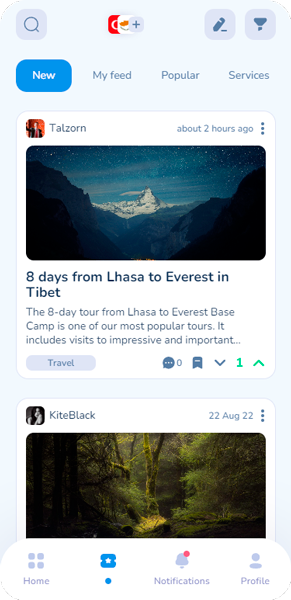 New My feed Popular Services
Talzorn about 2 hours ago
8 days from Lhasa to Everest in
Tibet
The 8-day tour from Lhasa to Everest Base
Camp is one of our most popular tours. It
includes visits to impressive and important...
Travel 0 1
KiteBlack 22 Aug 22
Home Notifications Profile